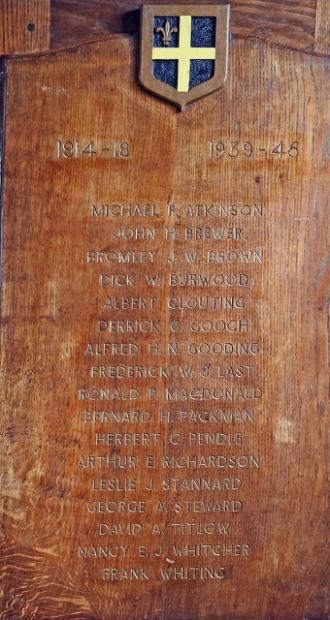 1914-18 1939-45
MICHAEL F. ATKINSON
JOHN H. BREWER
BROMLEY J. W. BROWN
DICK W. BURWOOD
ALBERT CLOUTING
DERRICK C. GOOCH
ALFRED H. N. GOODING
FREDERICK W. J. LAST
RONALD P. MACDONALD
BERNARD H. PACKMAN
HERBERT C. PENDLE
ARTHUR E. RICHARDSON
LESLIE J. STANNARD
GEORGE A. STEWARD
DAVID A. TITLOW
NANCY E. J. WHITCHER
FRANK WHITING